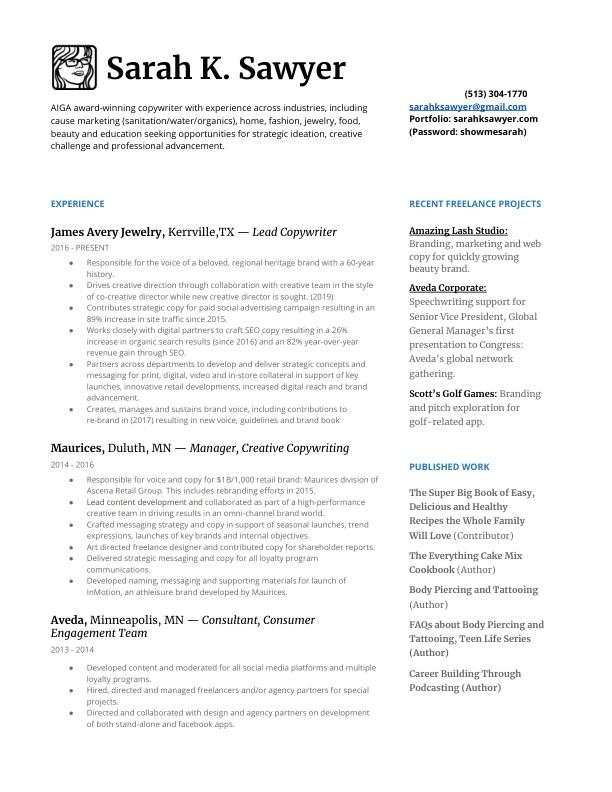 Sarah K. Sawyer
AIGA award-winning copywriter with experience across industries, including
cause marketing (sanitation/water/organics), home, fashion, jewelry, food,
beauty and education seeking opportunities for strategic ideation, creative
challenge and professional advancement.
(513) 304-1770
sarahksawyer@gmail.com
Portfolio: sarahksawyer.com
(Password: showmesarah)
EXPERIENCE
James Avery Jewelry, Kerrville,TX — Lead Copywriter
2016 - PRESENT
● Responsible for the voice of a beloved, regional heritage brand with a 60-year
history.
● Drives creative direction through collaboration with creative team in the style
of co-creative director while new creative director is sought. (2019)
● Contributes strategic copy for paid social advertising campaign resulting in an
89% increase in site traffic since 2015.
● Works closely with digital partners to craft SEO copy resulting in a 26%
increase in organic search results (since 2016) and an 82% year-over-year
revenue gain through SEO.
● Partners across departments to develop and deliver strategic concepts and
messaging for print, digital, video and in-store collateral in support of key
launches, innovative retail developments, increased digital reach and brand
advancement.
● Creates, manages and sustains brand voice, including contributions to
re-brand in (2017) resulting in new voice, guidelines and brand book
Maurices, Duluth, MN — Manager, Creative Copywriting
2014 - 2016
● Responsible for voice and copy for $1B/1,000 retail brand: Maurices division of
Ascena Retail Group. This includes rebranding efforts in 2015.
● Lead content development and collaborated as part of a high-performance
creative team in driving results in an omni-channel brand world.
● Crafted messaging strategy and copy in support of seasonal launches, trend
expressions, launches of key brands and internal objectives.
● Art directed freelance designer and contributed copy for shareholder reports.
● Delivered strategic messaging and copy for all loyalty program
communications.
● Developed naming, messaging and supporting materials for launch of
InMotion, an athleisure brand developed by Maurices.
Aveda, Minneapolis, MN — Consultant, Consumer
Engagement Team
2013 - 2014
● Developed content and moderated for all social media platforms and multiple
loyalty programs.
● Hired, directed and managed freelancers and/or agency partners for special
projects.
● Directed and collaborated with design and agency partners on development
of both stand-alone and facebook apps.
RECENT FREELANCE PROJECTS
Amazing Lash Studio:
Branding, marketing and web
copy for quickly growing
beauty brand.
Aveda Corporate:
Speechwriting support for
Senior Vice President, Global
General Manager's first
presentation to Congress:
Aveda's global network
gathering.
Scott's Golf Games: Branding
and pitch exploration for
golf-related app.
PUBLISHED WORK
The Super Big Book of Easy,
Delicious and Healthy
Recipes the Whole Family
Will Love (Contributor)
The Everything Cake Mix
Cookbook (Author)
Body Piercing and Tattooing
(Author)
FAQs about Body Piercing and
Tattooing, Teen Life Series
(Author)
Career Building Through
Podcasting (Author)